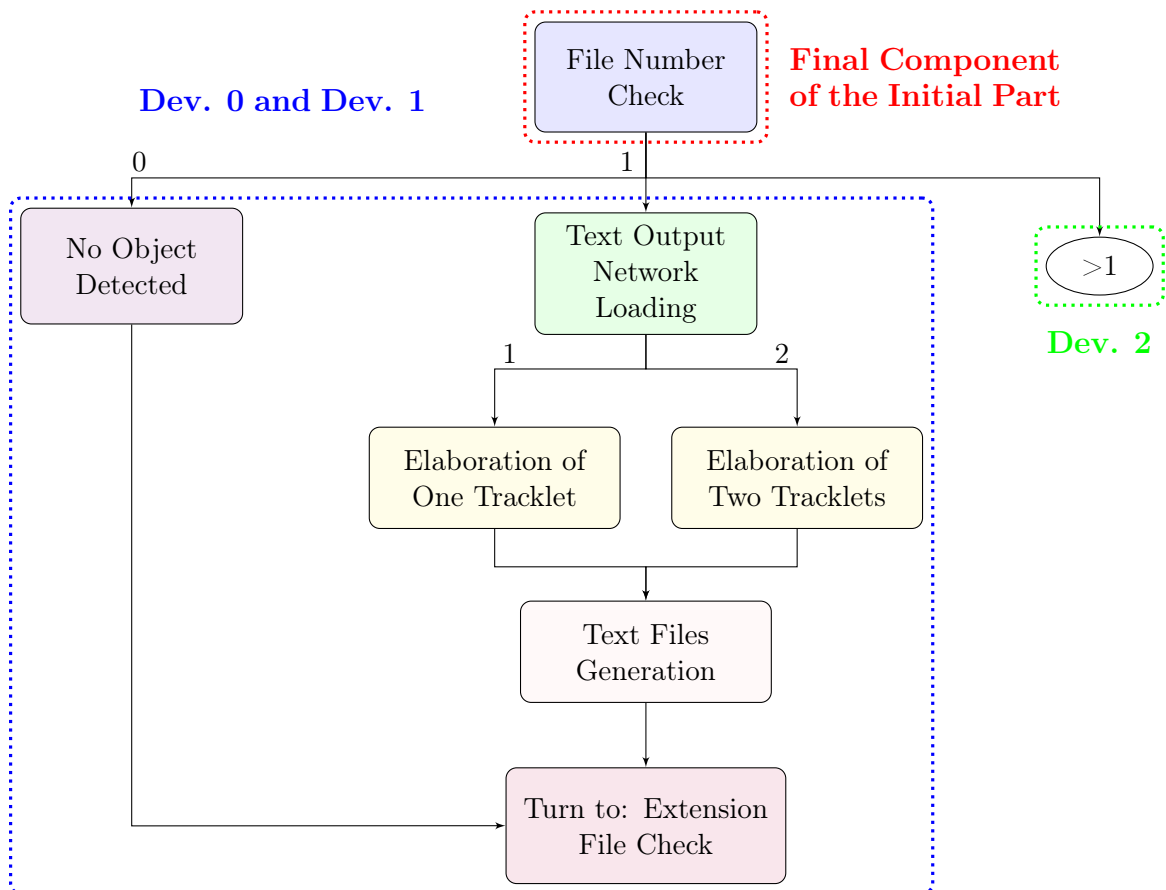 File Number
Check
Final Component
of the Initial Part
Dev. 0 and Dev. 1
0
1
No Object
Detected
Text Output
Network
Loading
>1
Dev. 2
1
2
Elaboration of
One Tracklet
Elaboration of
Two Tracklets
Text Files
Generation
Turn to: Extension
File Check